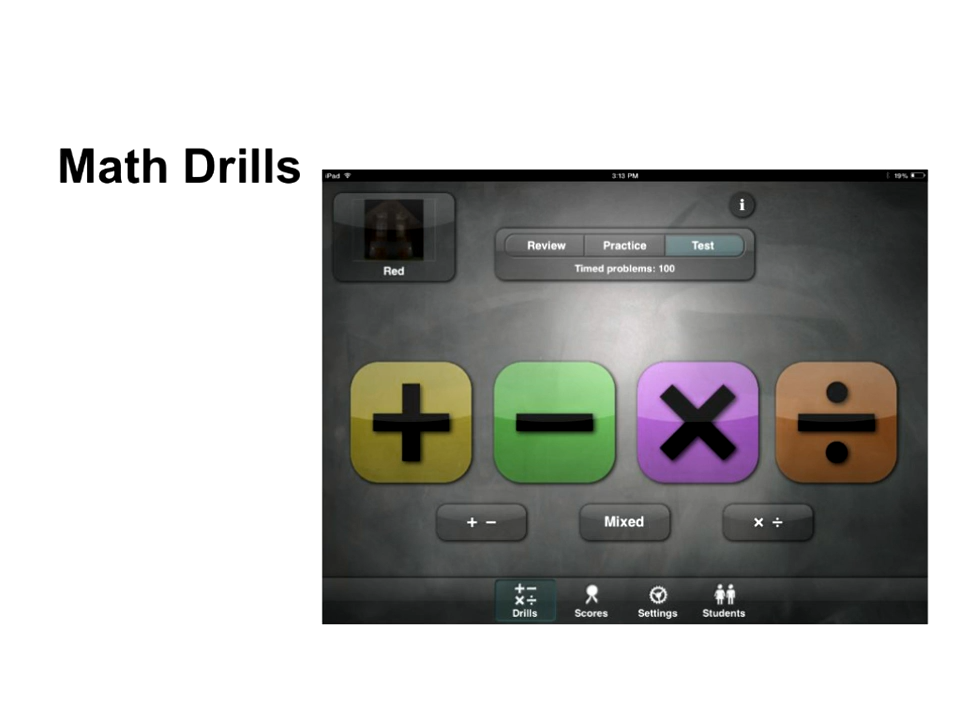 Math Drills
iPad 3:13 PM 19%
i
Red
Review Practice Test
Timed problems: 100
+ − × ÷
+ − Mixed × ÷
+ − × ÷
Drills Scores Settings Students